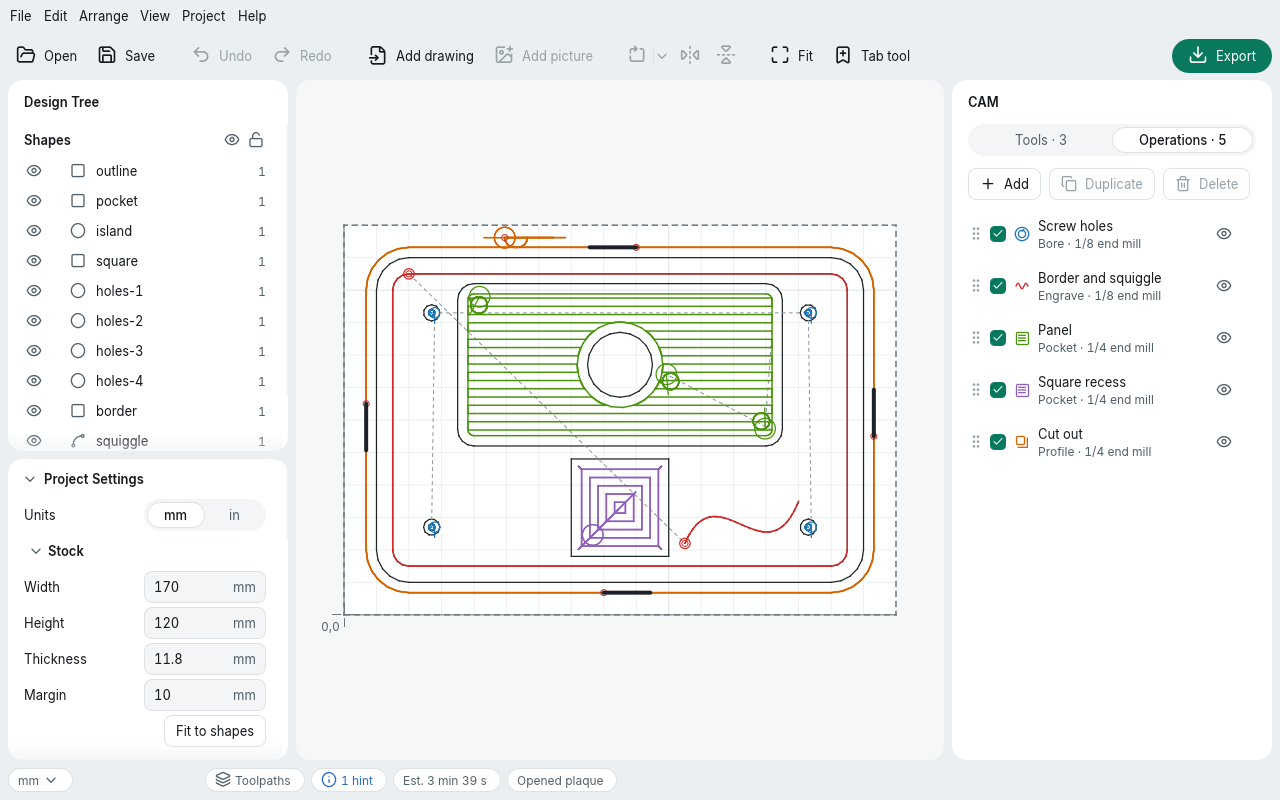 File Edit Arrange View Project Help
Open Save Undo Redo Add drawing Add picture Fit Tab tool Export
Design Tree
Shapes
outline 1
pocket 1
island 1
square 1
holes-1 1
holes-2 1
holes-3 1
holes-4 1
border 1
squiggle 1
Project Settings
Units mm in
Stock
Width 170 mm
Height 120 mm
Thickness 11.8 mm
Margin 10 mm
Fit to shapes
0,0
CAM
Tools · 3 Operations · 5
Add Duplicate Delete
Screw holes
Bore · 1/8 end mill
Border and squiggle
Engrave · 1/8 end mill
Panel
Pocket · 1/4 end mill
Square recess
Pocket · 1/4 end mill
Cut out
Profile · 1/4 end mill
mm Toolpaths 1 hint Est. 3 min 39 s Opened plaque